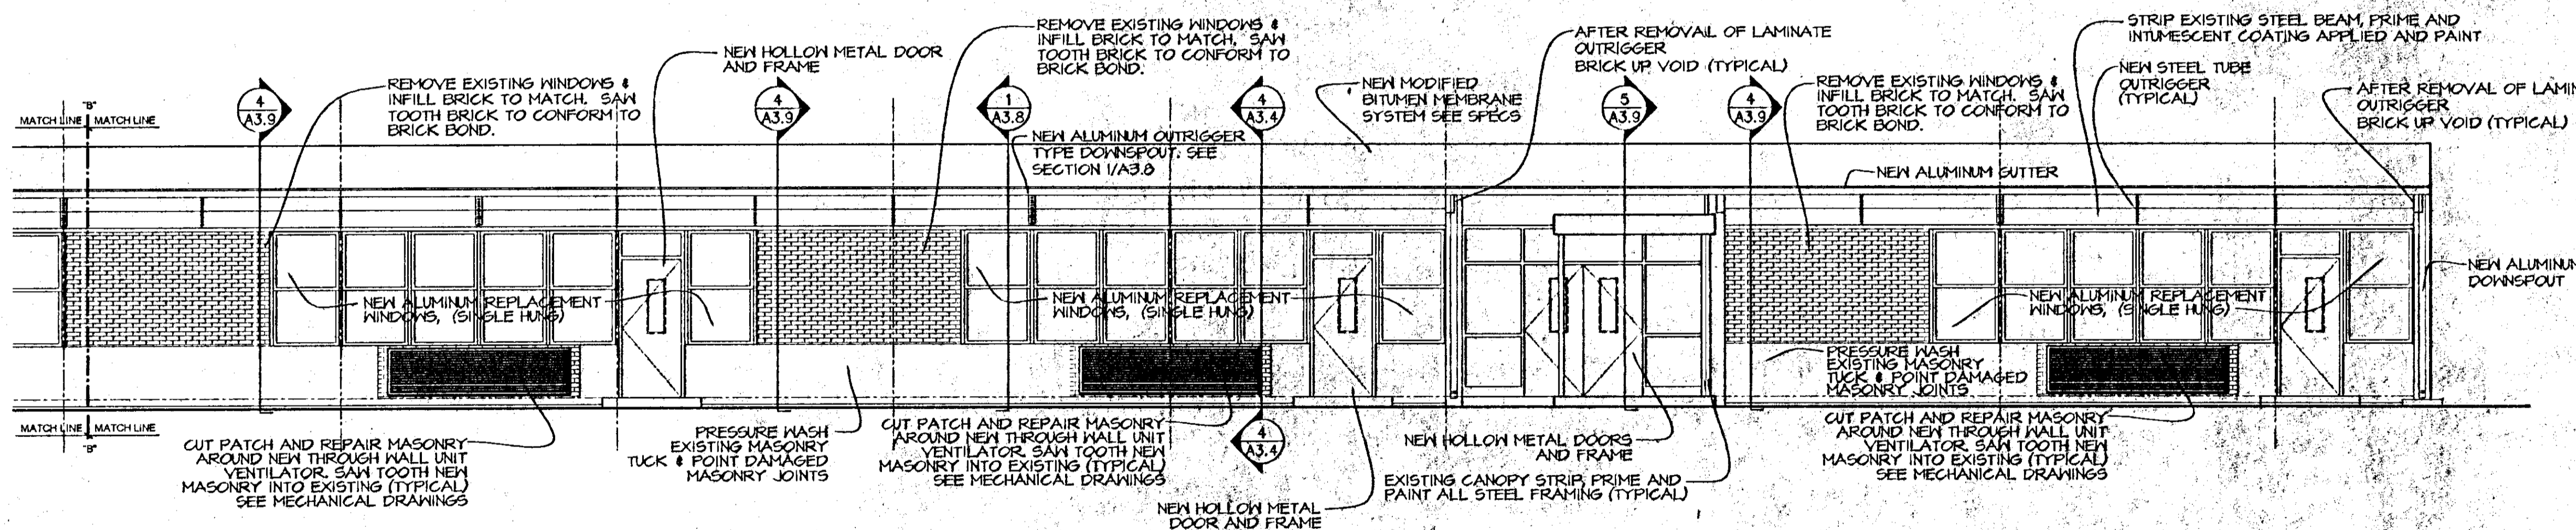 REMOVE EXISTING WINDOWS &
INFILL BRICK TO MATCH. SAW
TOOTH BRICK TO CONFORM TO
BRICK BOND.
NEW HOLLOW METAL DOOR
AND FRAME
REMOVE EXISTING WINDOWS &
INFILL BRICK TO MATCH. SAW
TOOTH BRICK TO CONFORM TO
BRICK BOND.
AFTER REMOVAL OF LAMINATE
OUTRIGGER
BRICK UP VOID (TYPICAL)
NEW MODIFIED
BITUMEN MEMBRANE
SYSTEM SEE SPECS
STRIP EXISTING STEEL BEAM, PRIME AND
INTUMESCENT COATING APPLIED AND PAINT
NEW STEEL TUBE
OUTRIGGER
(TYPICAL)
REMOVE EXISTING WINDOWS &
INFILL BRICK TO MATCH. SAW
TOOTH BRICK TO CONFORM TO
BRICK BOND.
AFTER REMOVAL OF LAMIN
OUTRIGGER
BRICK UP VOID (TYPICAL)
"B"
MATCH LINE MATCH LINE
4
A3.9
4
A3.9
1
A3.8
4
A3.4
5
A3.9
4
A3.9
NEW ALUMINUM OUTRIGGER
TYPE DOWNSPOUT. SEE
SECTION 1/A3.8
NEW ALUMINUM GUTTER
NEW ALUMINUM REPLACEMENT
WINDOWS, (SINGLE HUNG)
NEW ALUMINUM REPLACEMENT
WINDOWS, (SINGLE HUNG)
NEW ALUMINUM REPLACEMENT
WINDOWS, (SINGLE HUNG)
NEW ALUMINUM
DOWNSPOUT
MATCH LINE MATCH LINE
"B"
CUT PATCH AND REPAIR MASONRY
AROUND NEW THROUGH WALL UNIT
VENTILATOR. SAW TOOTH NEW
MASONRY INTO EXISTING (TYPICAL)
SEE MECHANICAL DRAWINGS
PRESSURE WASH
EXISTING MASONRY
TUCK & POINT DAMAGED
MASONRY JOINTS
CUT PATCH AND REPAIR MASONRY
AROUND NEW THROUGH WALL UNIT
VENTILATOR. SAW TOOTH NEW
MASONRY INTO EXISTING (TYPICAL)
SEE MECHANICAL DRAWINGS
4
A3.4
NEW HOLLOW METAL
DOOR AND FRAME
NEW HOLLOW METAL DOORS
AND FRAME
EXISTING CANOPY STRIP, PRIME AND
PAINT ALL STEEL FRAMING (TYPICAL)
PRESSURE WASH
EXISTING MASONRY
TUCK & POINT DAMAGED
MASONRY JOINTS
CUT PATCH AND REPAIR MASONRY
AROUND NEW THROUGH WALL UNIT
VENTILATOR. SAW TOOTH NEW
MASONRY INTO EXISTING (TYPICAL)
SEE MECHANICAL DRAWINGS